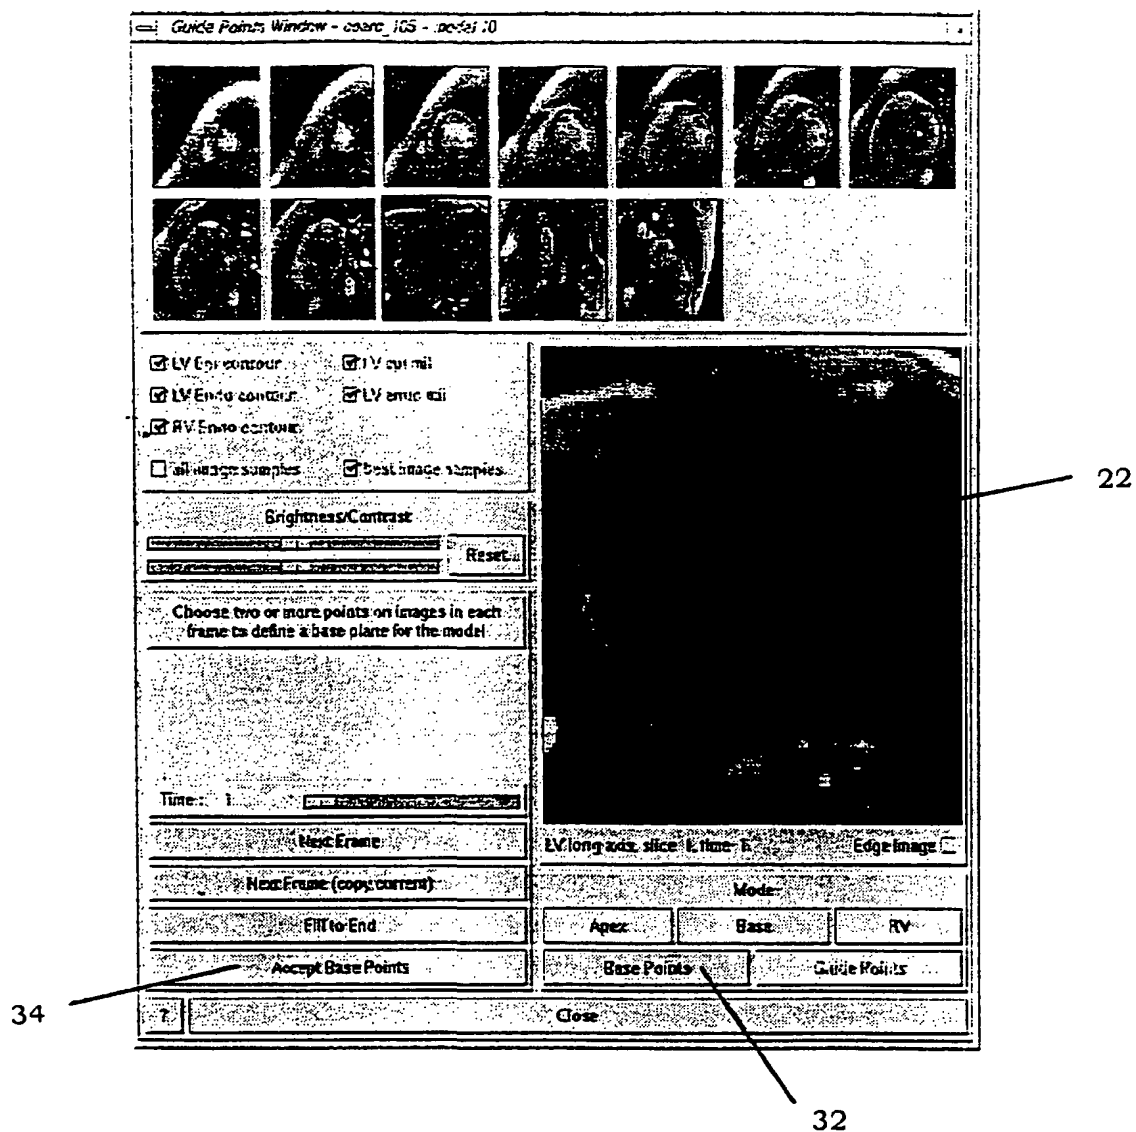 Guide Points Window -
LV Epi contour
LV Endo contour
RV Endo contour
all image samples best image samples
22
Brightness/Contrast
Reset
Choose two or more points on images in each
frame to define a base plane for the model
Time: 1
Next Frame
LV long axis, slice time Edge Image
Next Frame (copy current)
Mode
Fill to End
Apex Base RV
Accept Base Points
Base Points Guide Points
34
? Close
32